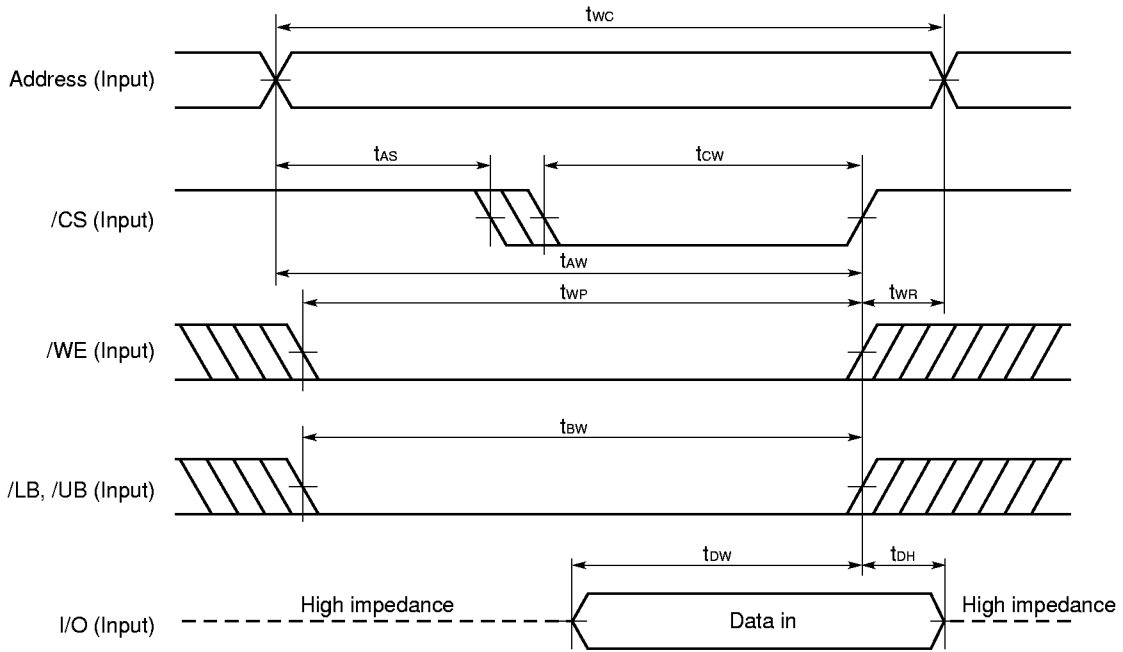 tWC
Address (Input)
tAS
tCW
/CS (Input)
tAW
tWP
tWR
/WE (Input)
tBW
/LB, /UB (Input)
tDW
tDH
High impedance
High impedance
I/O (Input)
Data in